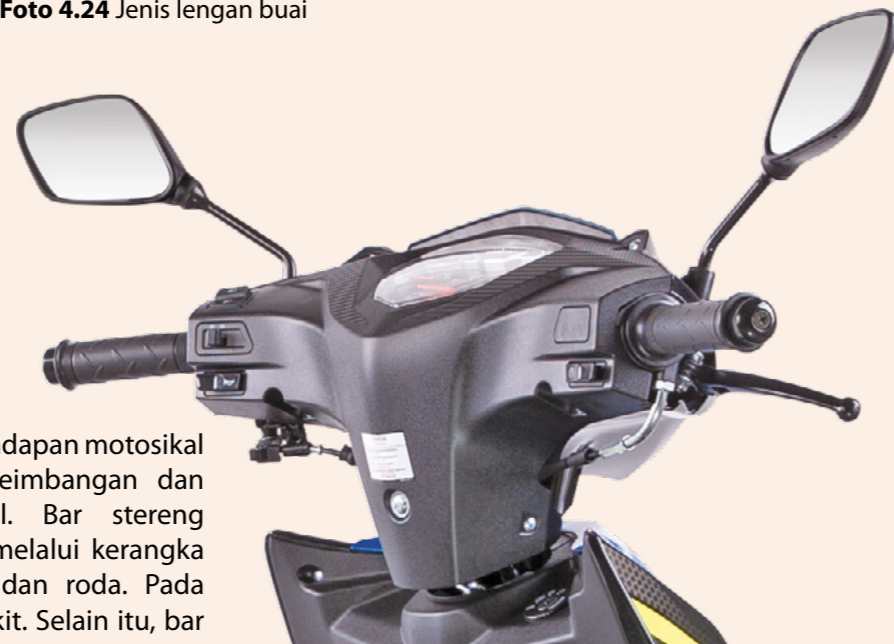 Foto 4.24 Jenis lengan buai
dapan motosikal
eimbangan dan
l. Bar stereng
melalui kerangka
dan roda. Pada
kit. Selain itu, bar